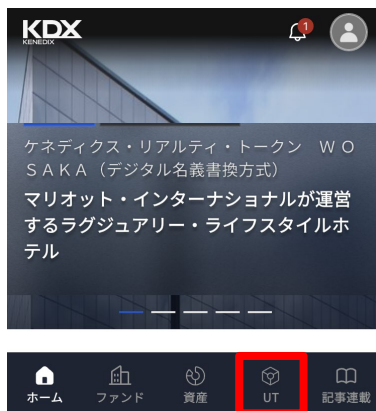 KDX
KENEDIX
1
ケネディクス・リアルティ・トークン　ＷＯ
ＳＡＫＡ（デジタル名義書換方式）
マリオット・インターナショナルが運営
するラグジュアリー・ライフスタイルホ
テル
ホーム ファンド 資産 UT 記事連載